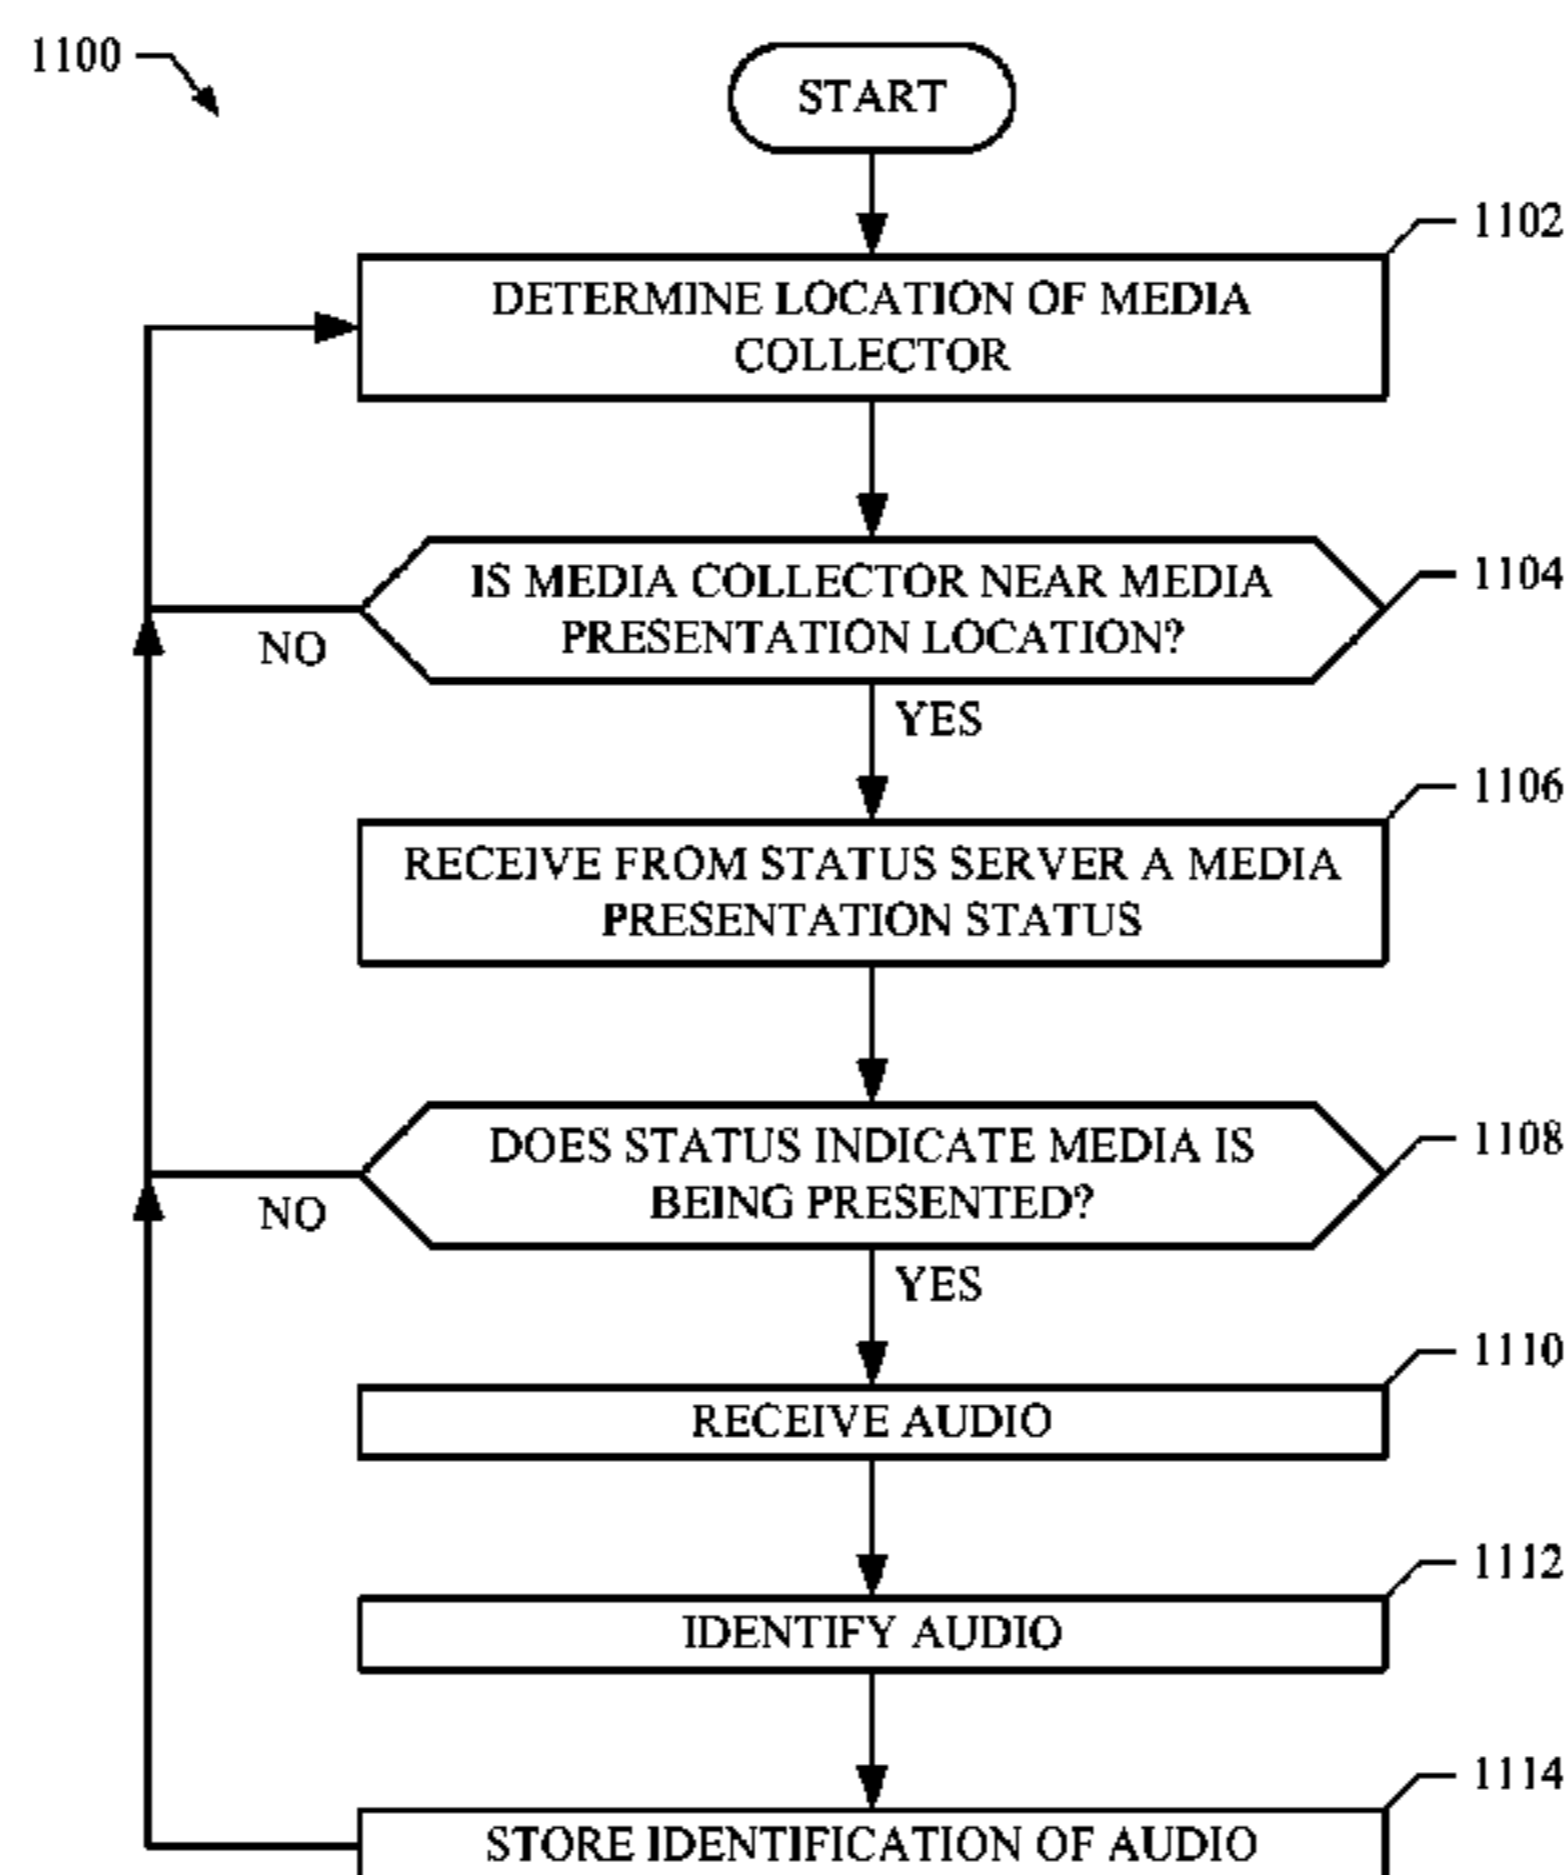 1100
START
1102
DETERMINE LOCATION OF MEDIA
COLLECTOR
1104
IS MEDIA COLLECTOR NEAR MEDIA
PRESENTATION LOCATION?
NO
YES
1106
RECEIVE FROM STATUS SERVER A MEDIA
PRESENTATION STATUS
1108
DOES STATUS INDICATE MEDIA IS
BEING PRESENTED?
NO
YES
1110
RECEIVE AUDIO
1112
IDENTIFY AUDIO
1114
STORE IDENTIFICATION OF AUDIO